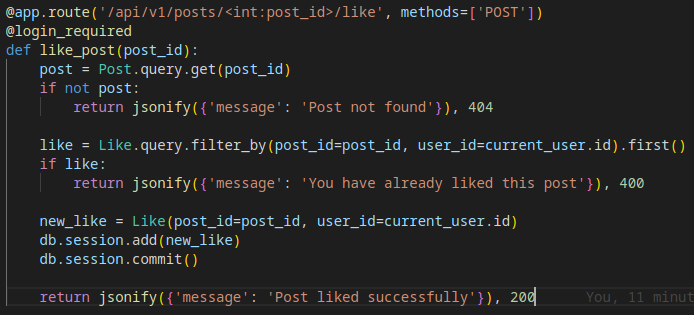 @app.route('/api/v1/posts/<int:post_id>/like', methods=['POST'])
@login_required
def like_post(post_id):
    post = Post.query.get(post_id)
    if not post:
        return jsonify({'message': 'Post not found'}), 404

    like = Like.query.filter_by(post_id=post_id, user_id=current_user.id).first()
    if like:
        return jsonify({'message': 'You have already liked this post'}), 400

    new_like = Like(post_id=post_id, user_id=current_user.id)
    db.session.add(new_like)
    db.session.commit()

    return jsonify({'message': 'Post liked successfully'}), 200 You, 11 minut